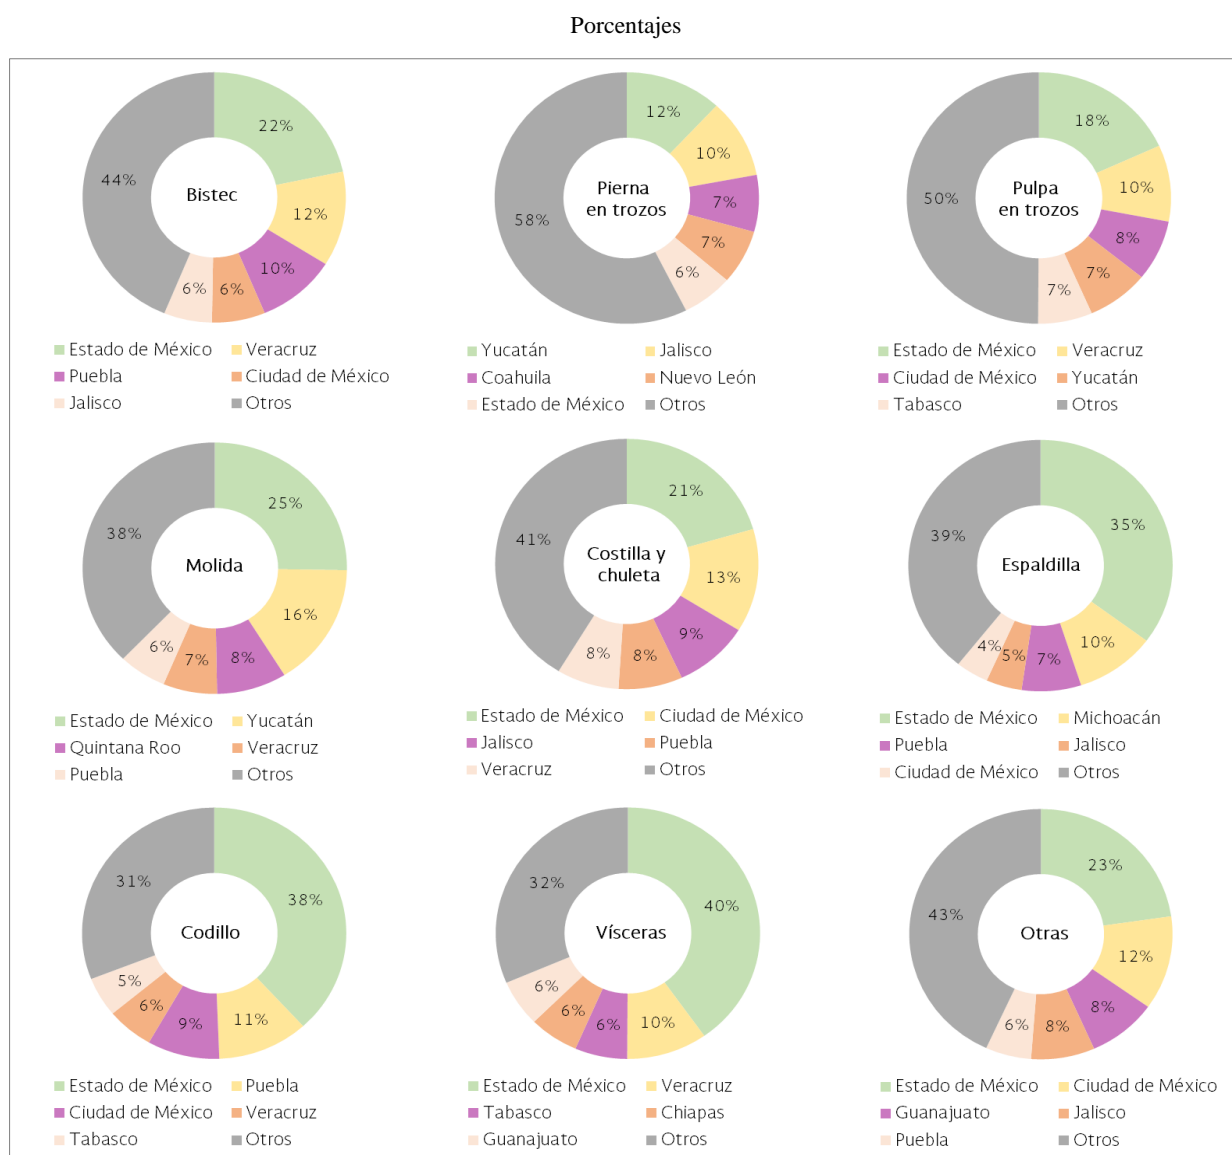 Porcentajes
22%
12%
10%
6%
6%
44%
Bistec
Estado de México
Veracruz
Puebla
Ciudad de México
Jalisco
Otros
12%
10%
7%
7%
6%
58%
Pierna
en trozos
Yucatán
Jalisco
Coahuila
Nuevo León
Estado de México
Otros
18%
10%
8%
7%
7%
50%
Pulpa
en trozos
Estado de México
Veracruz
Ciudad de México
Yucatán
Tabasco
Otros
25%
16%
8%
7%
6%
38%
Molida
Estado de México
Yucatán
Quintana Roo
Veracruz
Puebla
Otros
21%
13%
9%
8%
8%
41%
Costilla y
chuleta
Estado de México
Ciudad de México
Jalisco
Puebla
Veracruz
Otros
35%
10%
7%
5%
4%
39%
Espaldilla
Estado de México
Michoacán
Puebla
Jalisco
Ciudad de México
Otros
38%
11%
9%
6%
5%
31%
Codillo
Estado de México
Puebla
Ciudad de México
Veracruz
Tabasco
Otros
40%
10%
6%
6%
6%
32%
Vísceras
Estado de México
Veracruz
Tabasco
Chiapas
Guanajuato
Otros
23%
12%
8%
8%
6%
43%
Otras
Estado de México
Ciudad de México
Guanajuato
Jalisco
Puebla
Otros